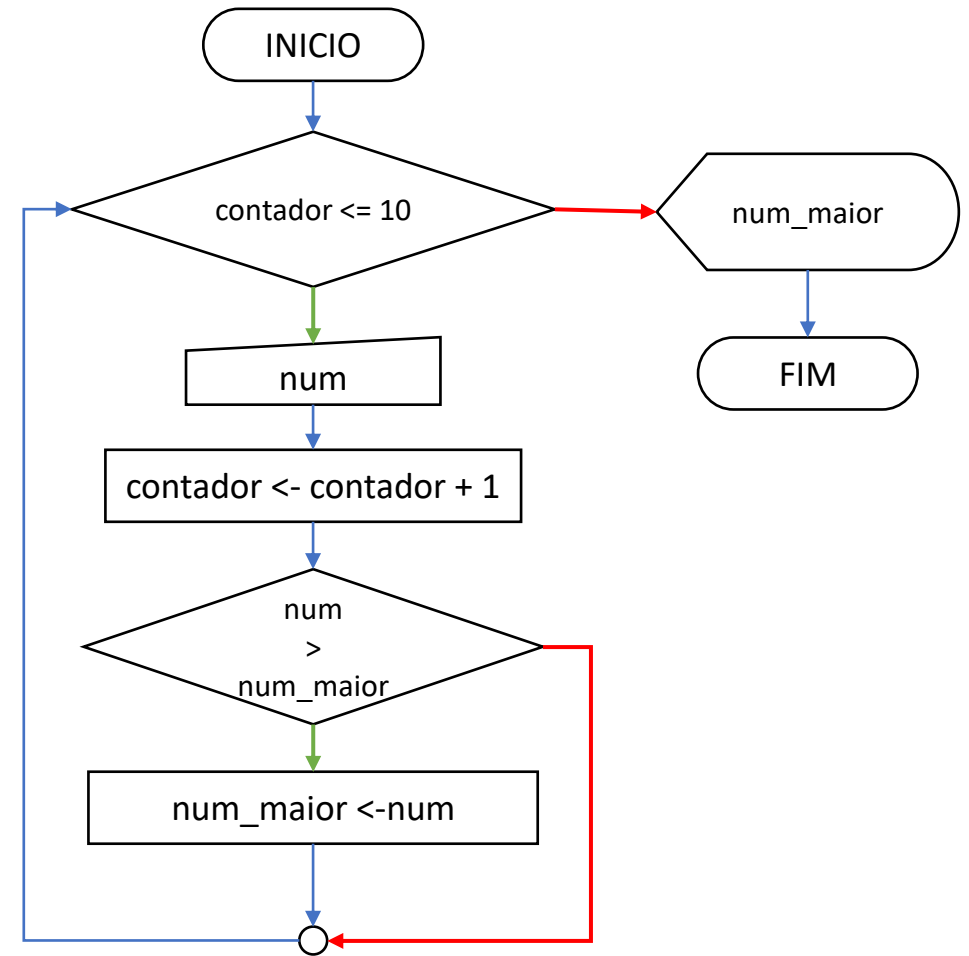 INICIO
contador <= 10
num_maior
num
FIM
contador <- contador + 1
num
>
num_maior
num_maior <-num